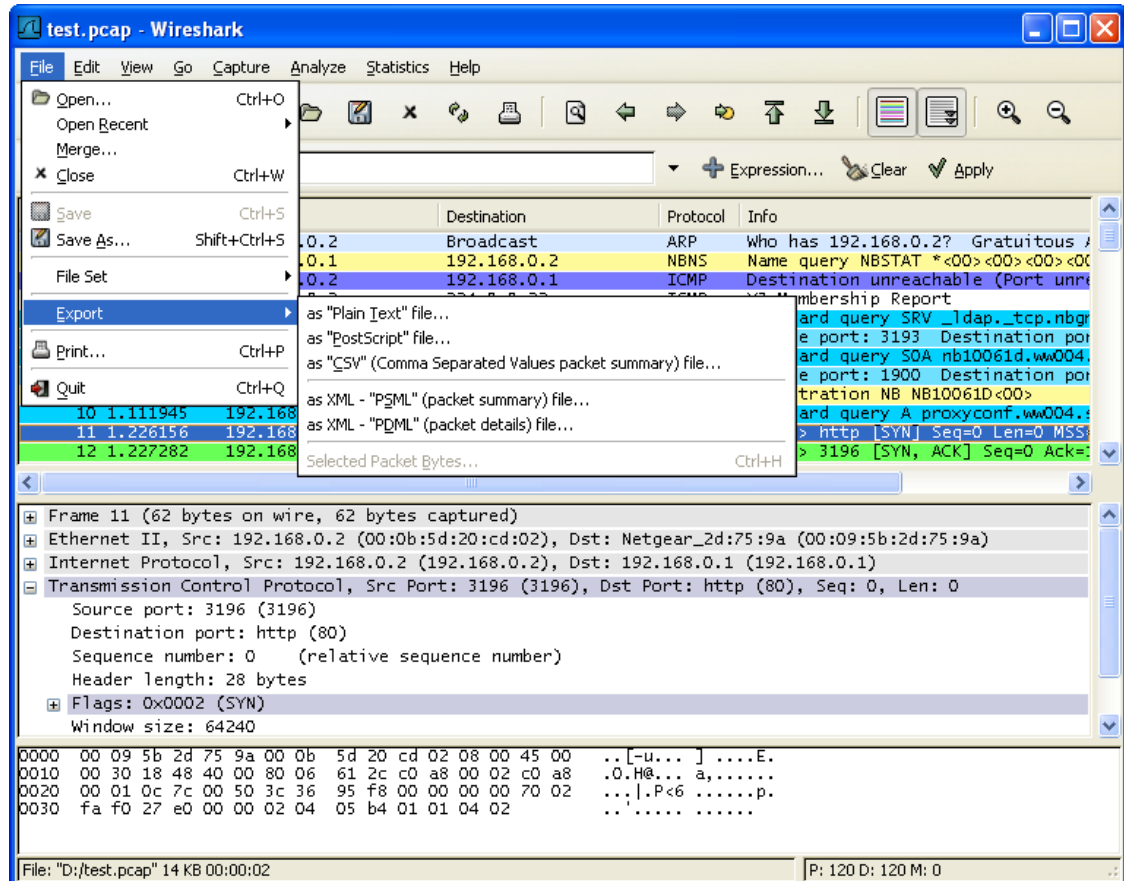 test.pcap - Wireshark
File Edit View Go Capture Analyze Statistics Help
Open... Ctrl+O
Open Recent
Merge...
Close Ctrl+W
Save Ctrl+S
Save As... Shift+Ctrl+S
File Set
Export
Print... Ctrl+P
Quit Ctrl+Q
Expression... Clear Apply
Destination Protocol Info
.0.2 Broadcast ARP Who has 192.168.0.2? Gratuitous
.0.1 192.168.0.2 NBNS Name query NBSTAT *<00><00><00><00
.0.2 192.168.0.1 ICMP Destination unreachable (Port unre
Membership Report
ard query SRV _ldap._tcp.nbgm
e port: 3193 Destination por
ard query SOA nb10061d.ww004.
e port: 1900 Destination por
tration NB NB10061D<00>
10 1.111945 192.168 ard query A proxyconf.ww004.s
11 1.226156 192.168 > http [SYN] Seq=0 Len=0 MSS
12 1.227282 192.168 > 3196 [SYN, ACK] Seq=0 Ack=
as "Plain Text" file...
as "PostScript" file...
as "CSV" (Comma Separated Values packet summary) file...
as XML - "PSML" (packet summary) file...
as XML - "PDML" (packet details) file...
Selected Packet Bytes... Ctrl+H
Frame 11 (62 bytes on wire, 62 bytes captured)
Ethernet II, Src: 192.168.0.2 (00:0b:5d:20:cd:02), Dst: Netgear_2d:75:9a (00:09:5b:2d:75:9a)
Internet Protocol, Src: 192.168.0.2 (192.168.0.2), Dst: 192.168.0.1 (192.168.0.1)
Transmission Control Protocol, Src Port: 3196 (3196), Dst Port: http (80), Seq: 0, Len: 0
Source port: 3196 (3196)
Destination port: http (80)
Sequence number: 0 (relative sequence number)
Header length: 28 bytes
Flags: 0x0002 (SYN)
Window size: 64240
0000 00 09 5b 2d 75 9a 00 0b 5d 20 cd 02 08 00 45 00 ..[-u... ] ....E.
0010 00 30 18 48 40 00 80 06 61 2c c0 a8 00 02 c0 a8 .0.H@... a,......
0020 00 01 0c 7c 00 50 3c 36 95 f8 00 00 00 00 70 02 ...|.P<6 ......p.
0030 fa f0 27 e0 00 00 02 04 05 b4 01 01 04 02 ..'..... ......
File: "D:/test.pcap" 14 KB 00:00:02 P: 120 D: 120 M: 0